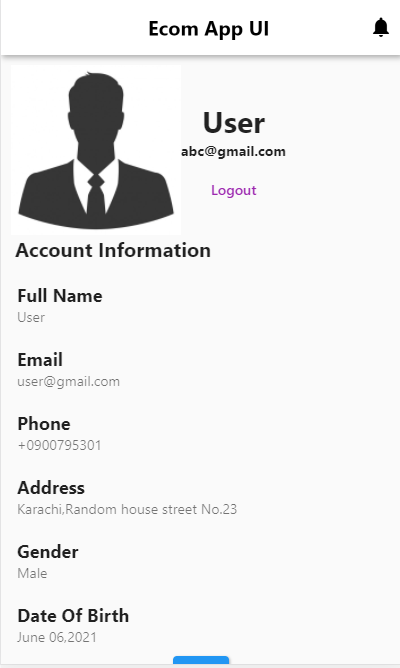 Ecom App UI
User
abc@gmail.com
Logout
Account Information
Full Name
User
Email
user@gmail.com
Phone
+0900795301
Address
Karachi,Random house street No.23
Gender
Male
Date Of Birth
June 06,2021